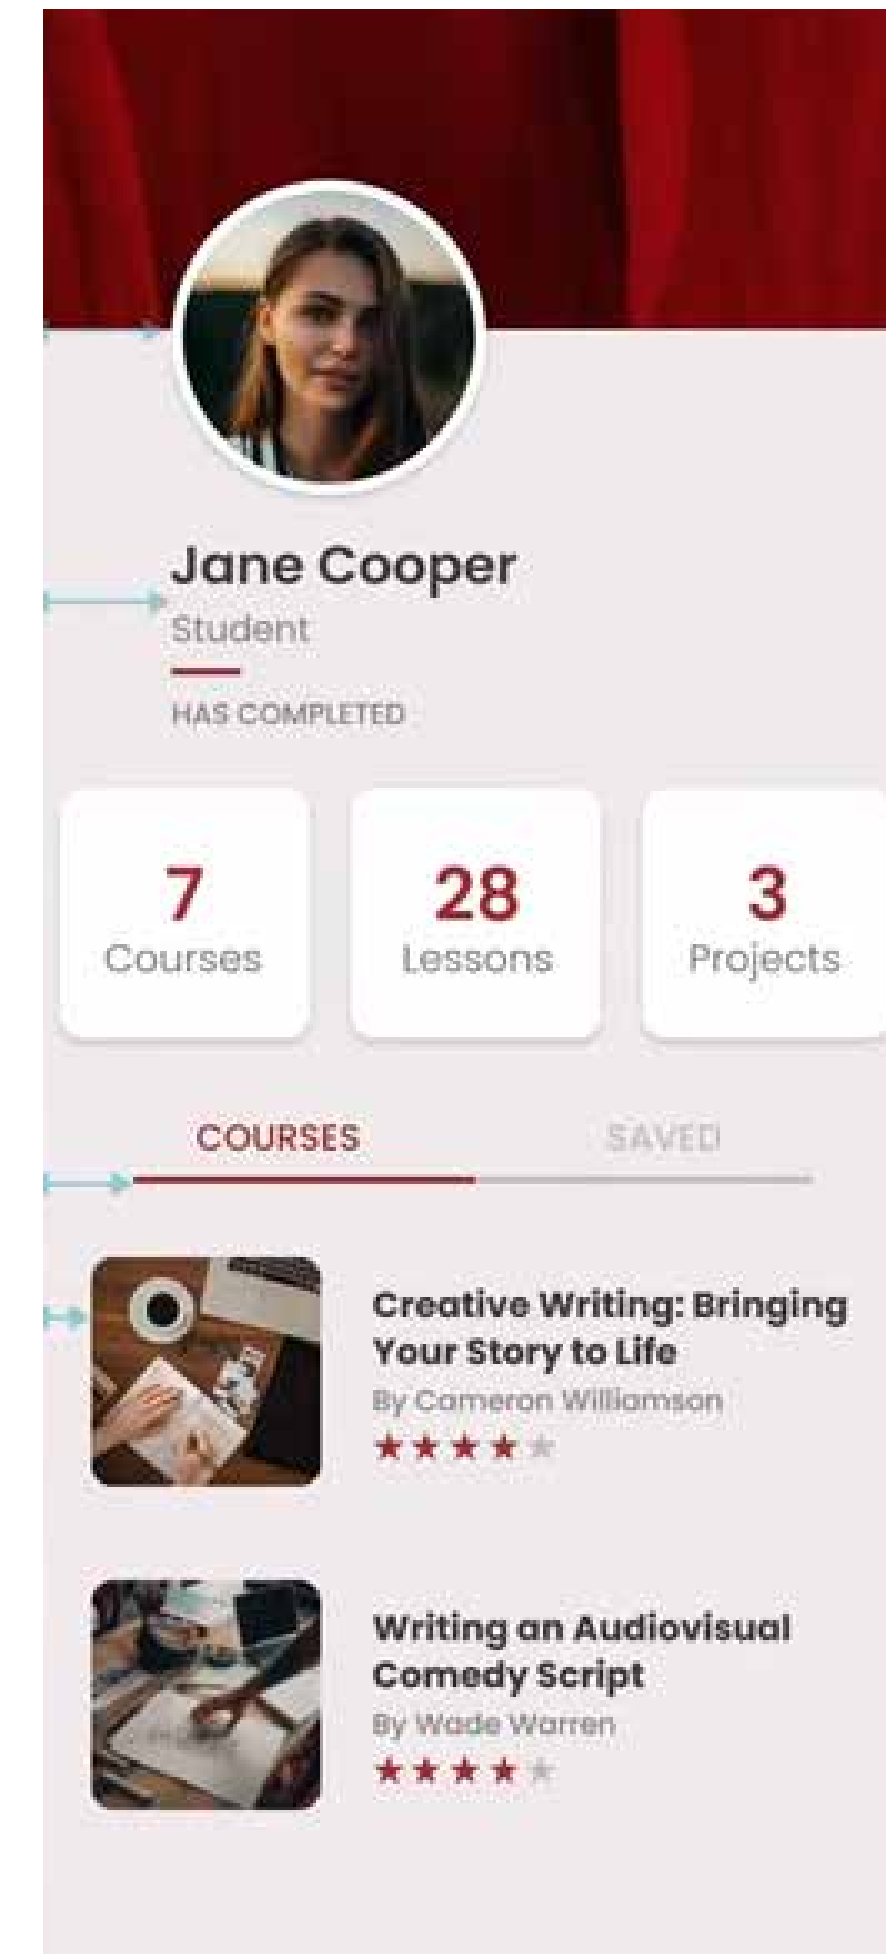 Jane Cooper
Student
HAS COMPLETED
7
Courses
28
Lessons
3
Projects
COURSES
SAVED
Creative Writing: Bringing
Your Story to Life
By Cameron Williamson
Writing an Audiovisual
Comedy Script
By Wade Warren